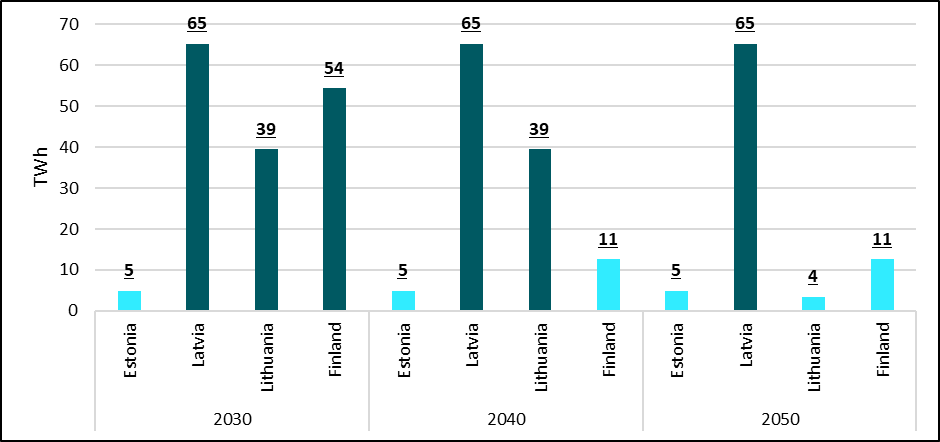 TWh
70
60
50
40
30
20
10
0
5
65
39
54
5
65
39
11
5
65
4
11
Estonia
Latvia
Lithuania
Finland
Estonia
Latvia
Lithuania
Finland
Estonia
Latvia
Lithuania
Finland
2030
2040
2050